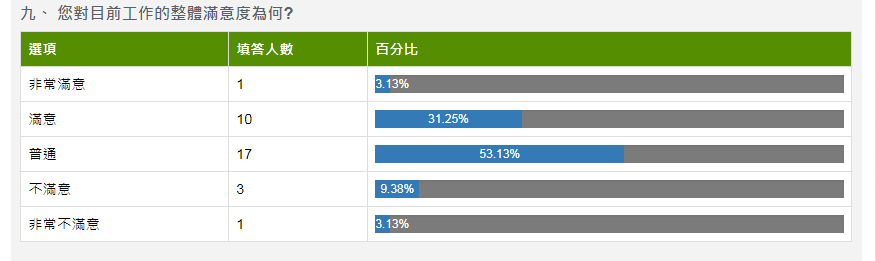 九、 您對目前工作的整體滿意度為何?
選項 填答人數 百分比
非常滿意 1 3.13%
滿意 10 31.25%
普通 17 53.13%
不滿意 3 9.38%
非常不滿意 1 3.13%